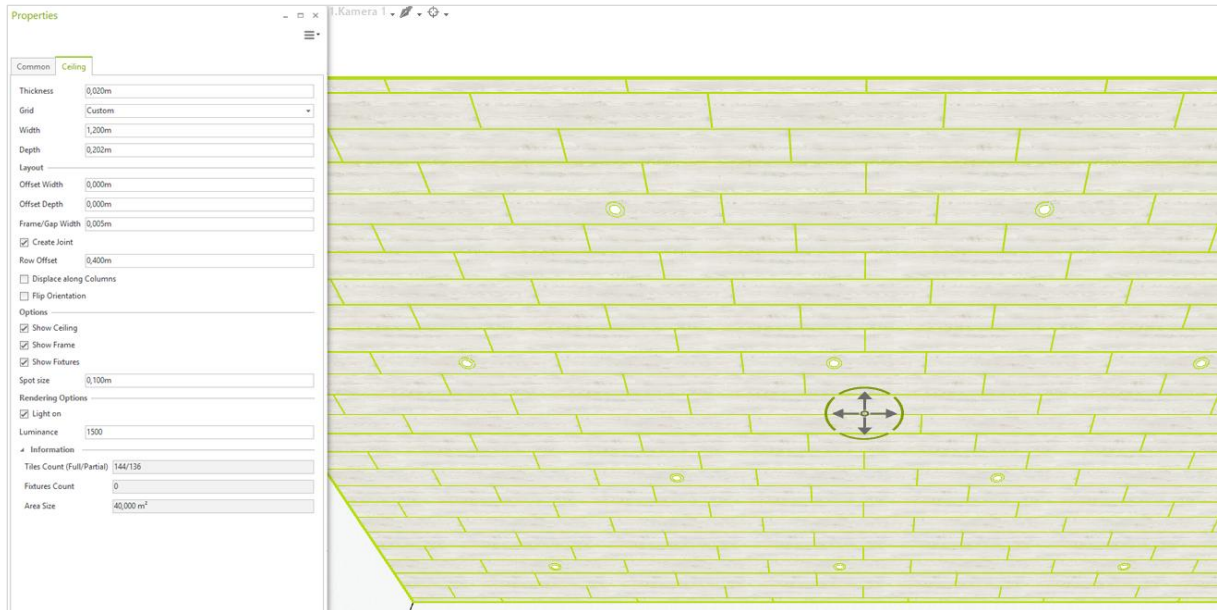 Properties
1.Kamera 1
Common Ceiling
Thickness 0,020m
Grid Custom
Width 1,200m
Depth 0,202m
Layout
Offset Width 0,000m
Offset Depth 0,000m
Frame/Gap Width 0,005m
Create Joint
Row Offset 0,400m
Displace along Columns
Flip Orientation
Options
Show Ceiling
Show Frame
Show Fixtures
Spot size 0,100m
Rendering Options
Light on
Luminance 1500
Information
Tiles Count (Full/Partial) 144/136
Fixtures Count 0
Area Size 40,000 m²